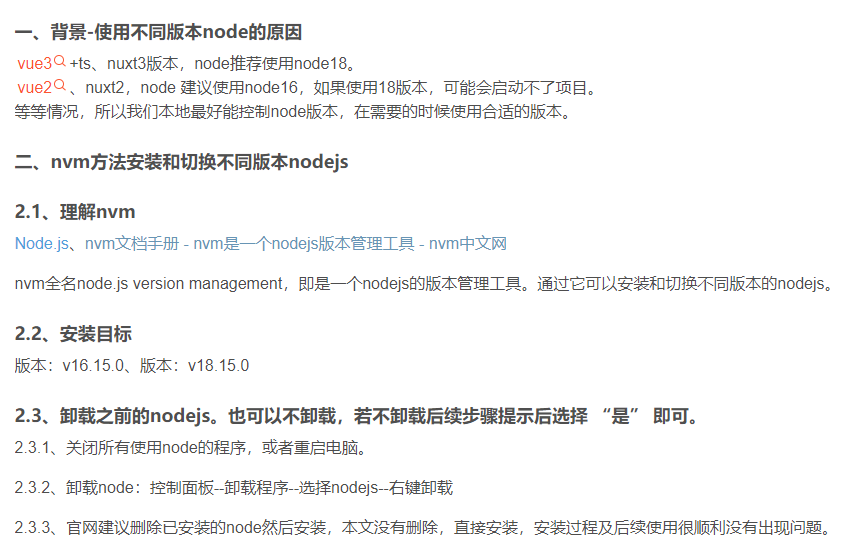 一、背景-使用不同版本node的原因
vue3 +ts、nuxt3版本，node推荐使用node18。
vue2 、nuxt2，node 建议使用node16，如果使用18版本，可能会启动不了项目。
等等情况，所以我们本地最好能控制node版本，在需要的时候使用合适的版本。
二、nvm方法安装和切换不同版本nodejs
2.1、理解nvm
Node.js、nvm文档手册 - nvm是一个nodejs版本管理工具 - nvm中文网
nvm全名node.js version management，即是一个nodejs的版本管理工具。通过它可以安装和切换不同版本的nodejs。
2.2、安装目标
版本：v16.15.0、版本：v18.15.0
2.3、卸载之前的nodejs。也可以不卸载，若不卸载后续步骤提示后选择 “是” 即可。
2.3.1、关闭所有使用node的程序，或者重启电脑。
2.3.2、卸载node：控制面板--卸载程序--选择nodejs--右键卸载
2.3.3、官网建议删除已安装的node然后安装，本文没有删除，直接安装，安装过程及后续使用很顺利没有出现问题。